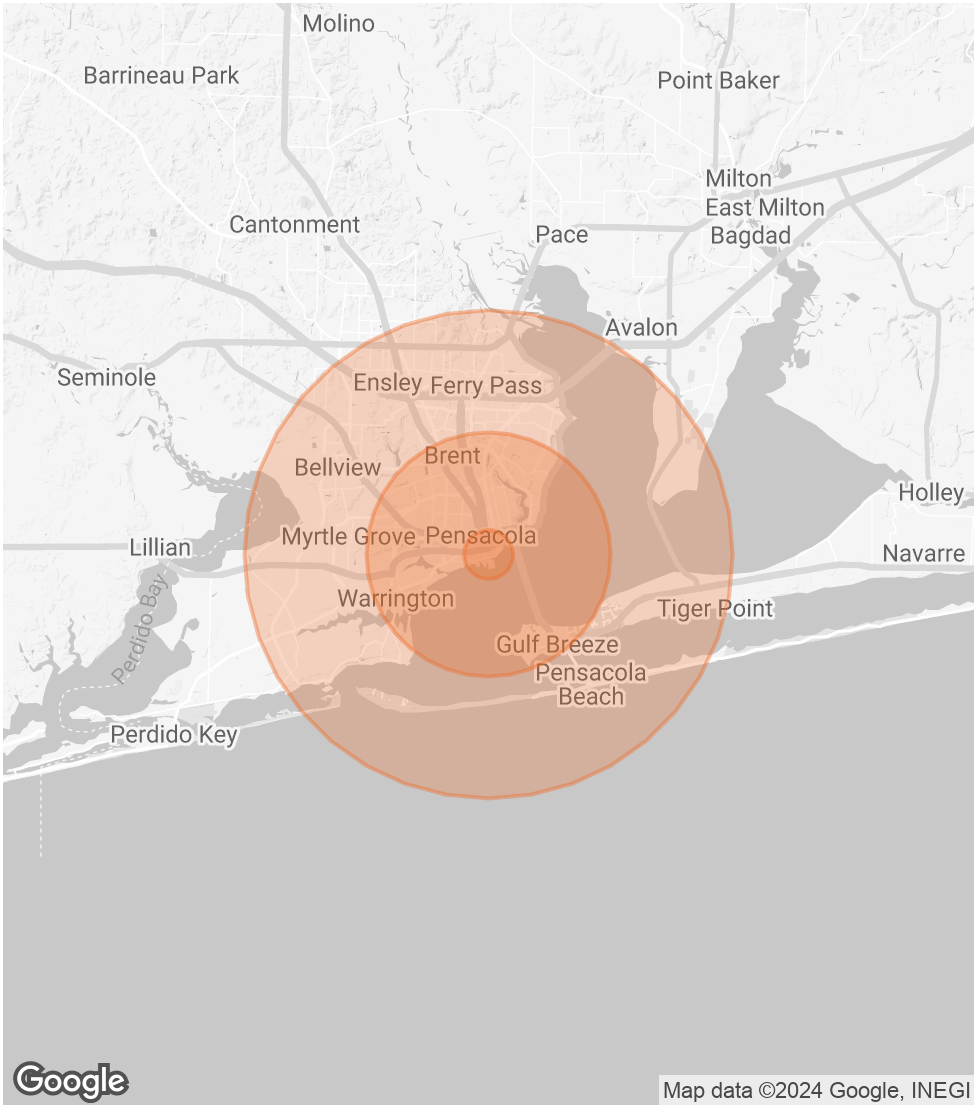 Molino
Barrineau Park
Point Baker
Milton
East Milton
Cantonment
Pace
Bagdad
Avalon
Seminole
Ensley
Ferry Pass
Brent
Bellview
Holley
Myrtle Grove
Pensacola
Lillian
Navarre
Perdido Bay
Warrington
Tiger Point
Gulf Breeze
Pensacola
Beach
Perdido Key
Google
Map data ©2024 Google, INEGI